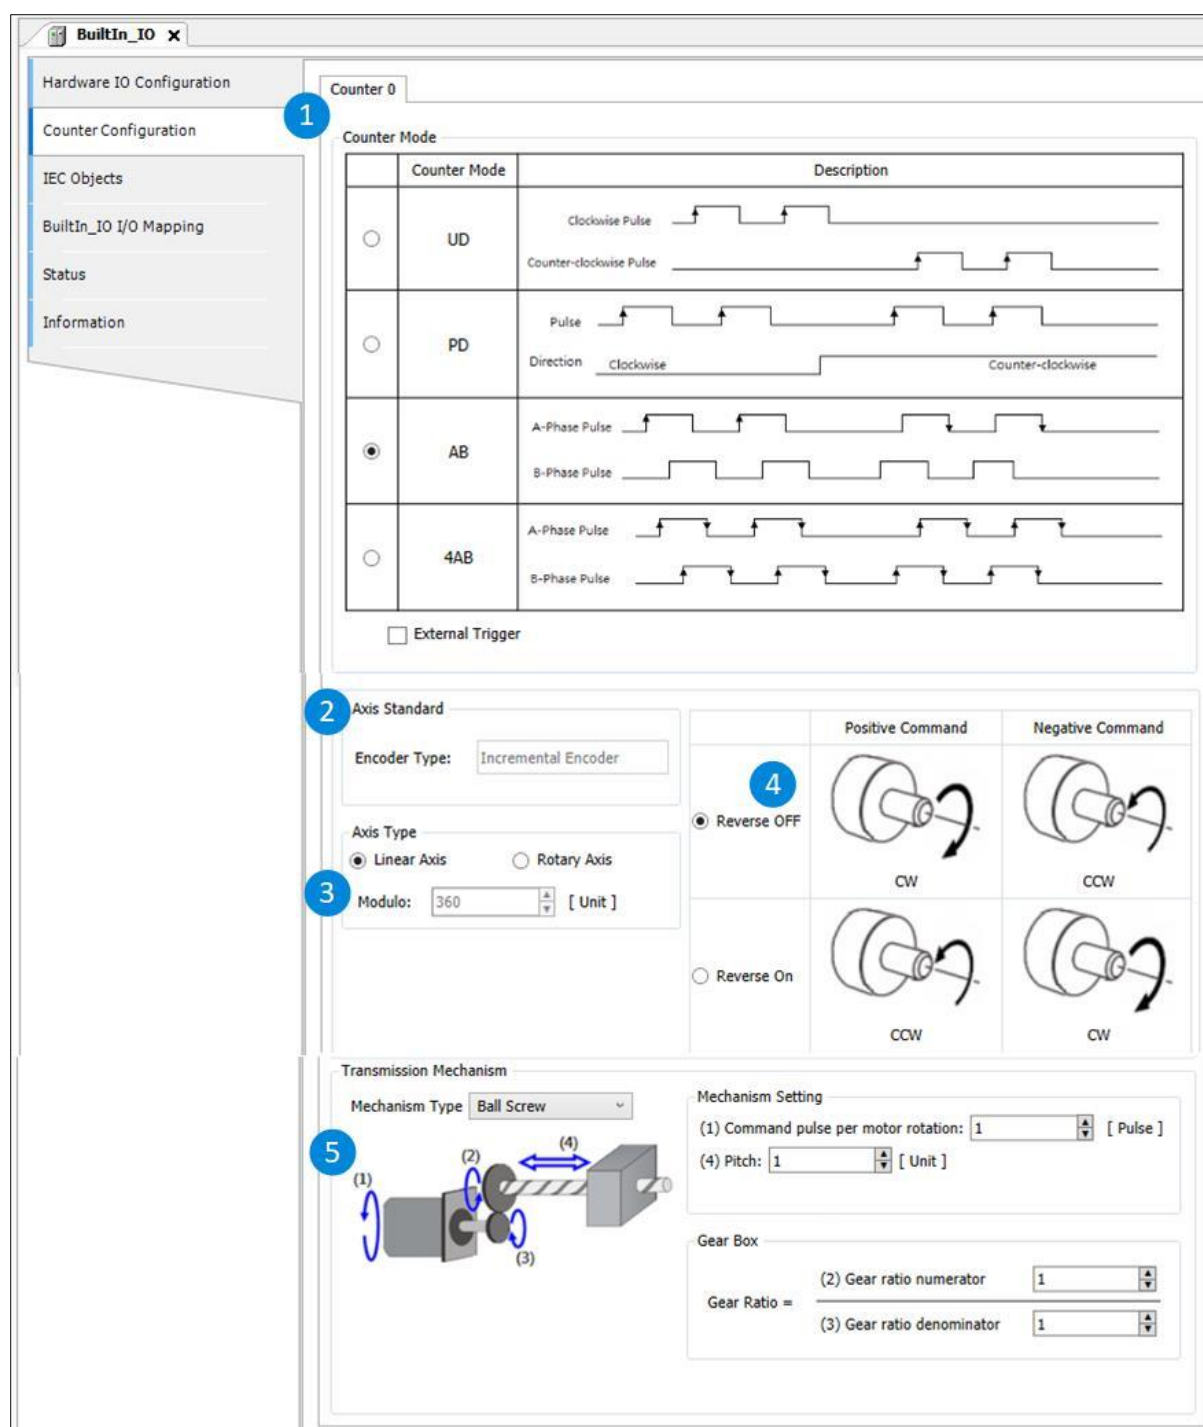 BuiltIn_IO x
Hardware IO Configuration
Counter Configuration
IEC Objects
BuiltIn_IO I/O Mapping
Status
Information
Counter 0
1
Counter Mode
Counter Mode Description
UD
Clockwise Pulse
Counter-clockwise Pulse
PD
Pulse
Direction Clockwise Counter-clockwise
AB
A-Phase Pulse
B-Phase Pulse
4AB
A-Phase Pulse
B-Phase Pulse
External Trigger
2
Axis Standard
Encoder Type: Incremental Encoder
Axis Type
Linear Axis Rotary Axis
3
Modulo: 360 [ Unit ]
Positive Command Negative Command
4
Reverse OFF
CW CCW
Reverse On
CCW CW
Transmission Mechanism
Mechanism Type Ball Screw
5
(1)
(2)
(4)
(3)
Mechanism Setting
(1) Command pulse per motor rotation: 1 [ Pulse ]
(4) Pitch: 1 [ Unit ]
Gear Box
Gear Ratio =
(2) Gear ratio numerator 1
(3) Gear ratio denominator 1